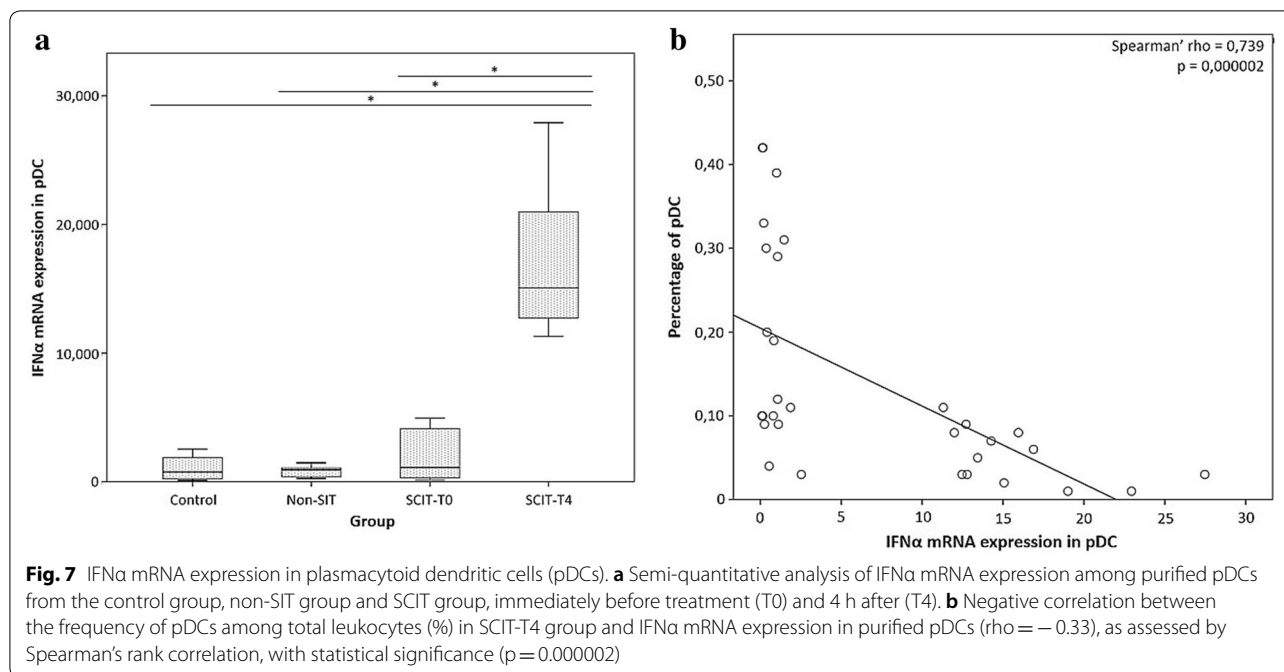 a
*
*
*
30,000
20,000
10,000
0
IFNα mRNA expression in pDC
Control Non-SIT SCIT-T0 SCIT-T4
Group
b
Spearman' rho = 0,739
p = 0,000002
0,50
0,40
0,30
0,20
0,10
0
Percentage of pDC
0 5 10 15 20 25 30
IFNα mRNA expression in pDC
Fig. 7 IFNα mRNA expression in plasmacytoid dendritic cells (pDCs). a Semi-quantitative analysis of IFNα mRNA expression among purified pDCs
from the control group, non-SIT group and SCIT group, immediately before treatment (T0) and 4 h after (T4). b Negative correlation between
the frequency of pDCs among total leukocytes (%) in SCIT-T4 group and IFNα mRNA expression in purified pDCs (rho = − 0.33), as assessed by
Spearman's rank correlation, with statistical significance (p = 0.000002)